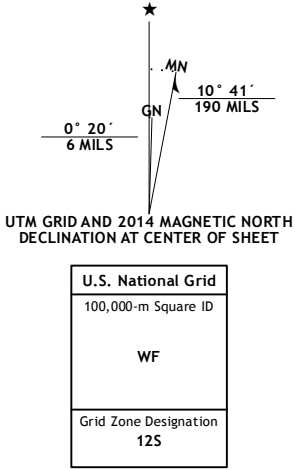 ★
MN
10° 41´
190 MILS
GN
0° 20´
6 MILS
UTM GRID AND 2014 MAGNETIC NORTH
DECLINATION AT CENTER OF SHEET
U.S. National Grid
100,000-m Square ID
WF
Grid Zone Designation
12S